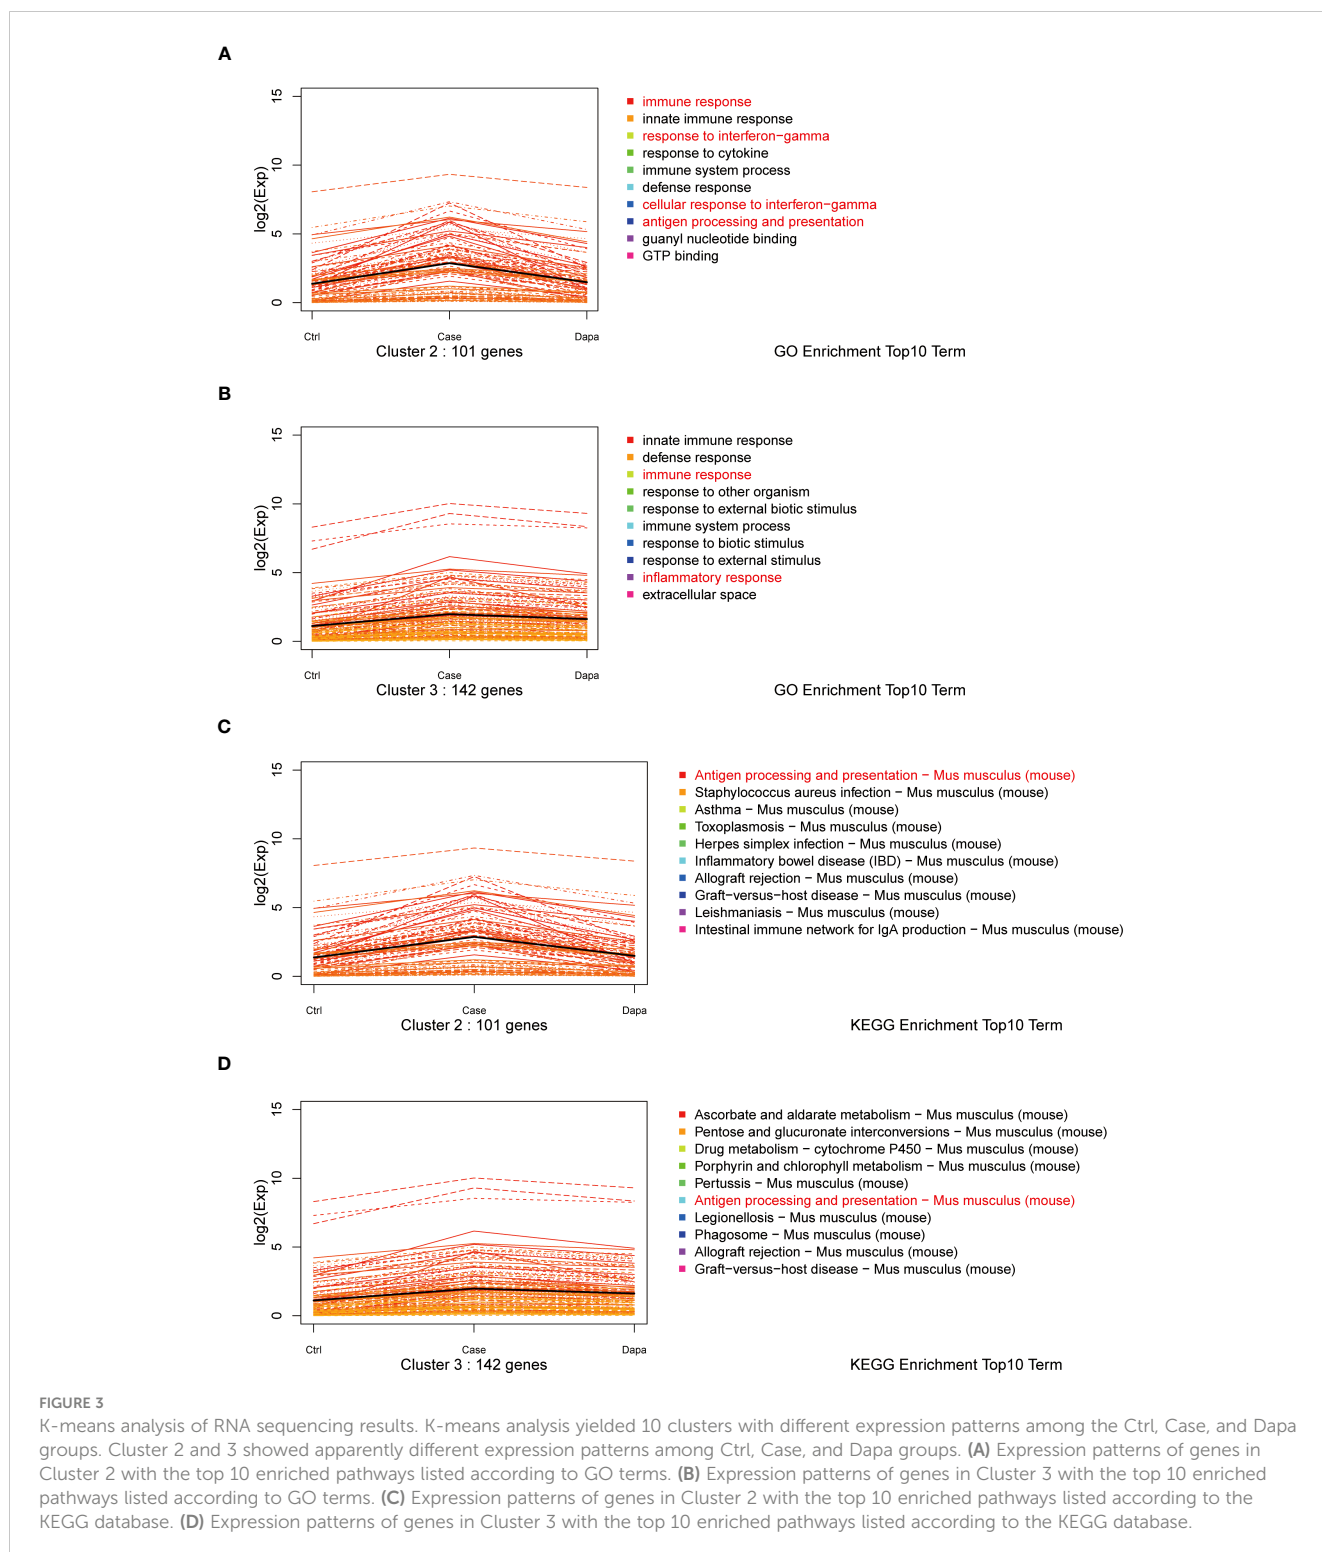 A
15
10
5
0
log2(Exp)
Ctrl
Case
Dapa
Cluster 2 : 101 genes
immune response
innate immune response
response to interferon−gamma
response to cytokine
immune system process
defense response
cellular response to interferon−gamma
antigen processing and presentation
guanyl nucleotide binding
GTP binding
GO Enrichment Top10 Term
B
15
10
5
0
log2(Exp)
Ctrl
Case
Dapa
Cluster 3 : 142 genes
innate immune response
defense response
immune response
response to other organism
response to external biotic stimulus
immune system process
response to biotic stimulus
response to external stimulus
inflammatory response
extracellular space
GO Enrichment Top10 Term
C
15
10
5
0
log2(Exp)
Ctrl
Case
Dapa
Cluster 2 : 101 genes
Antigen processing and presentation − Mus musculus (mouse)
Staphylococcus aureus infection − Mus musculus (mouse)
Asthma − Mus musculus (mouse)
Toxoplasmosis − Mus musculus (mouse)
Herpes simplex infection − Mus musculus (mouse)
Inflammatory bowel disease (IBD) − Mus musculus (mouse)
Allograft rejection − Mus musculus (mouse)
Graft−versus−host disease − Mus musculus (mouse)
Leishmaniasis − Mus musculus (mouse)
Intestinal immune network for IgA production − Mus musculus (mouse)
KEGG Enrichment Top10 Term
D
15
10
5
0
log2(Exp)
Ctrl
Case
Dapa
Cluster 3 : 142 genes
Ascorbate and aldarate metabolism − Mus musculus (mouse)
Pentose and glucuronate interconversions − Mus musculus (mouse)
Drug metabolism − cytochrome P450 − Mus musculus (mouse)
Porphyrin and chlorophyll metabolism − Mus musculus (mouse)
Pertussis − Mus musculus (mouse)
Antigen processing and presentation − Mus musculus (mouse)
Legionellosis − Mus musculus (mouse)
Phagosome − Mus musculus (mouse)
Allograft rejection − Mus musculus (mouse)
Graft−versus−host disease − Mus musculus (mouse)
KEGG Enrichment Top10 Term
FIGURE 3
K-means analysis of RNA sequencing results. K-means analysis yielded 10 clusters with different expression patterns among the Ctrl, Case, and Dapa
groups. Cluster 2 and 3 showed apparently different expression patterns among Ctrl, Case, and Dapa groups. (A) Expression patterns of genes in
Cluster 2 with the top 10 enriched pathways listed according to GO terms. (B) Expression patterns of genes in Cluster 3 with the top 10 enriched
pathways listed according to GO terms. (C) Expression patterns of genes in Cluster 2 with the top 10 enriched pathways listed according to the
KEGG database. (D) Expression patterns of genes in Cluster 3 with the top 10 enriched pathways listed according to the KEGG database.